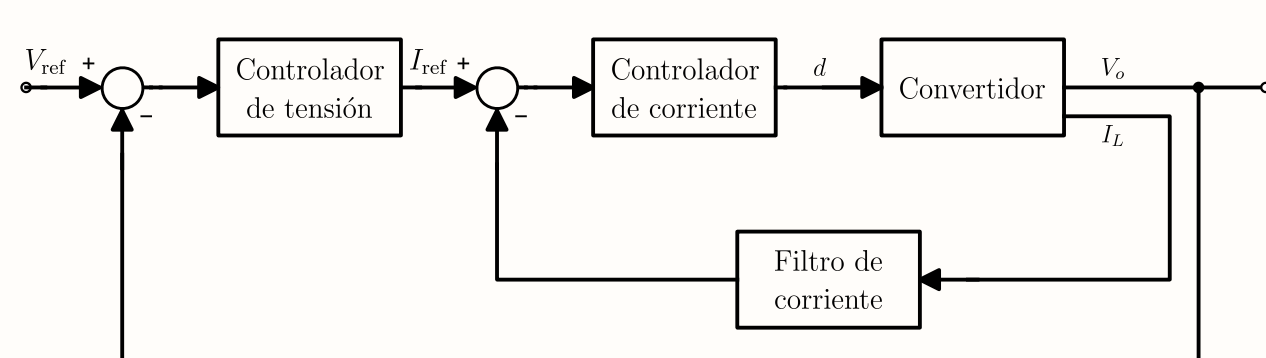 V_ref +
-
Controlador
de tensión
I_ref +
-
Controlador
de corriente
d
Convertidor
V_o
I_L
Filtro de
corriente